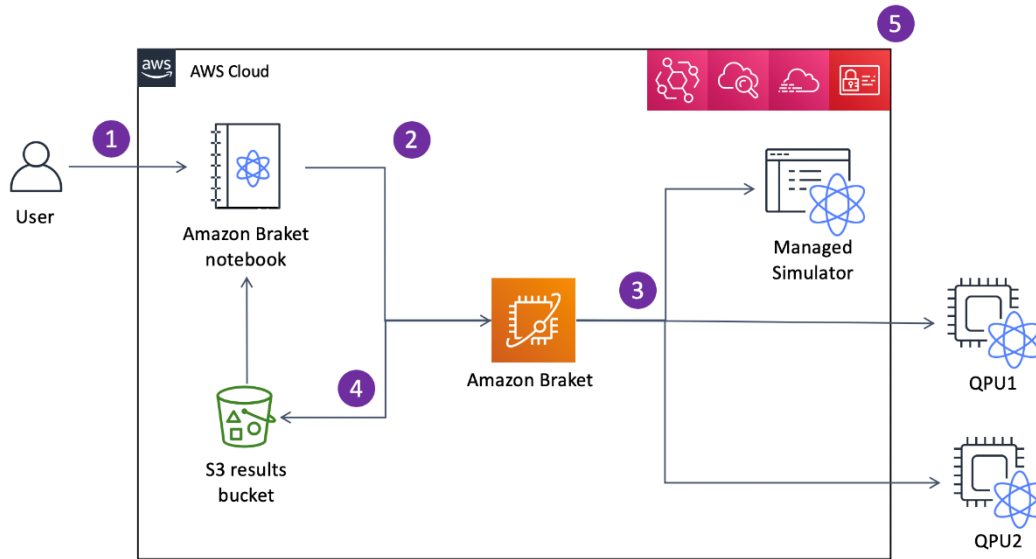 5
aws
AWS Cloud
1
2
User
Amazon Braket
notebook
Managed
Simulator
3
Amazon Braket
QPU1
4
S3 results
bucket
QPU2